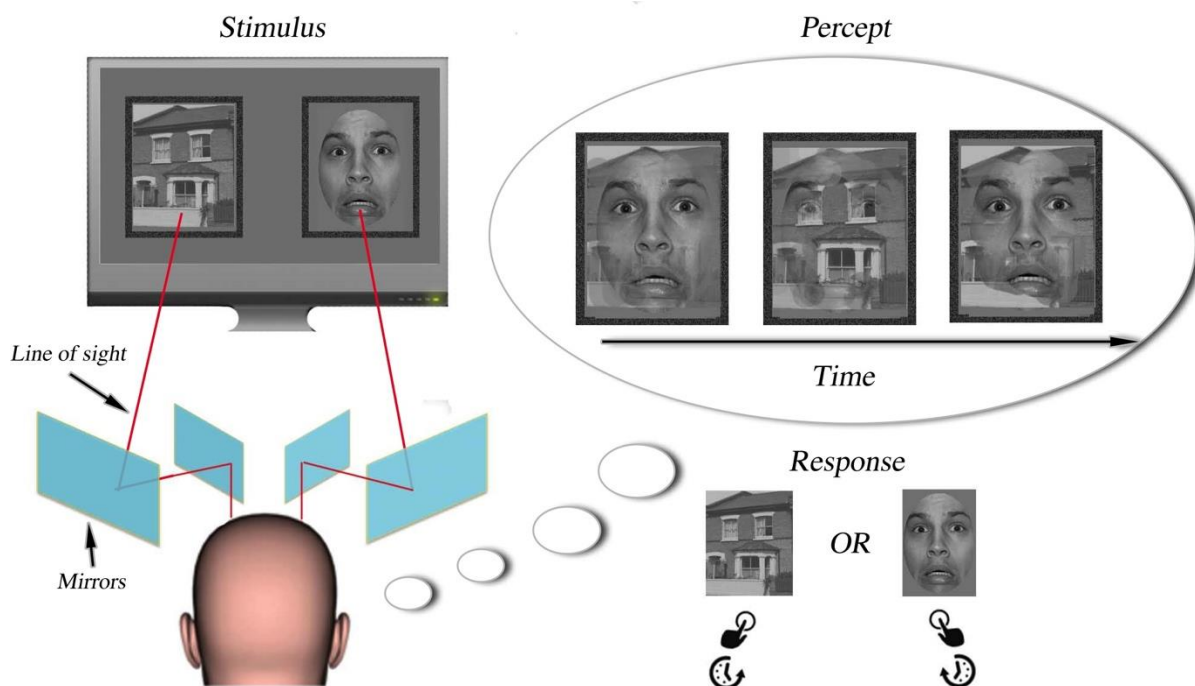 Stimulus
Percept
Line of sight
Time
Response
OR
Mirrors